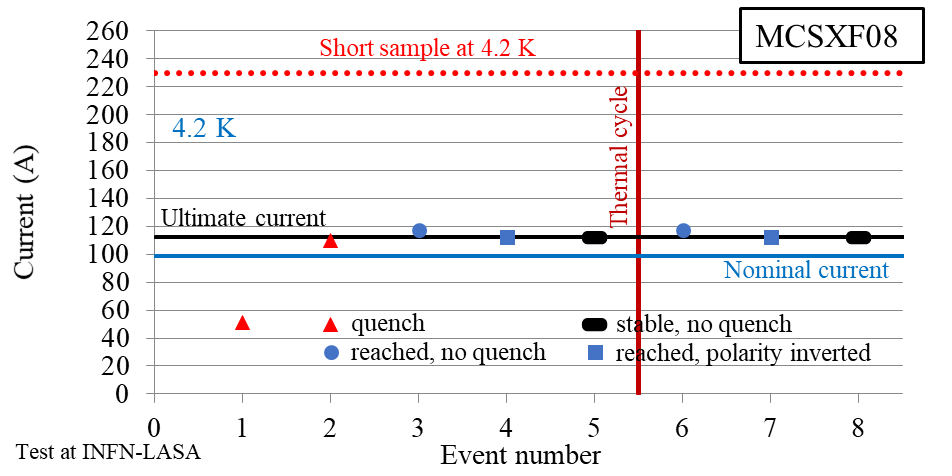 MCSXF08
260
240
220
200
180
160
140
120
100
80
60
40
20
0
Current (A)
Short sample at 4.2 K
4.2 K
Thermal cycle
Ultimate current
Nominal current
quench
stable, no quench
reached, no quench
reached, polarity inverted
0 1 2 3 4 5 6 7 8
Event number
Test at INFN-LASA